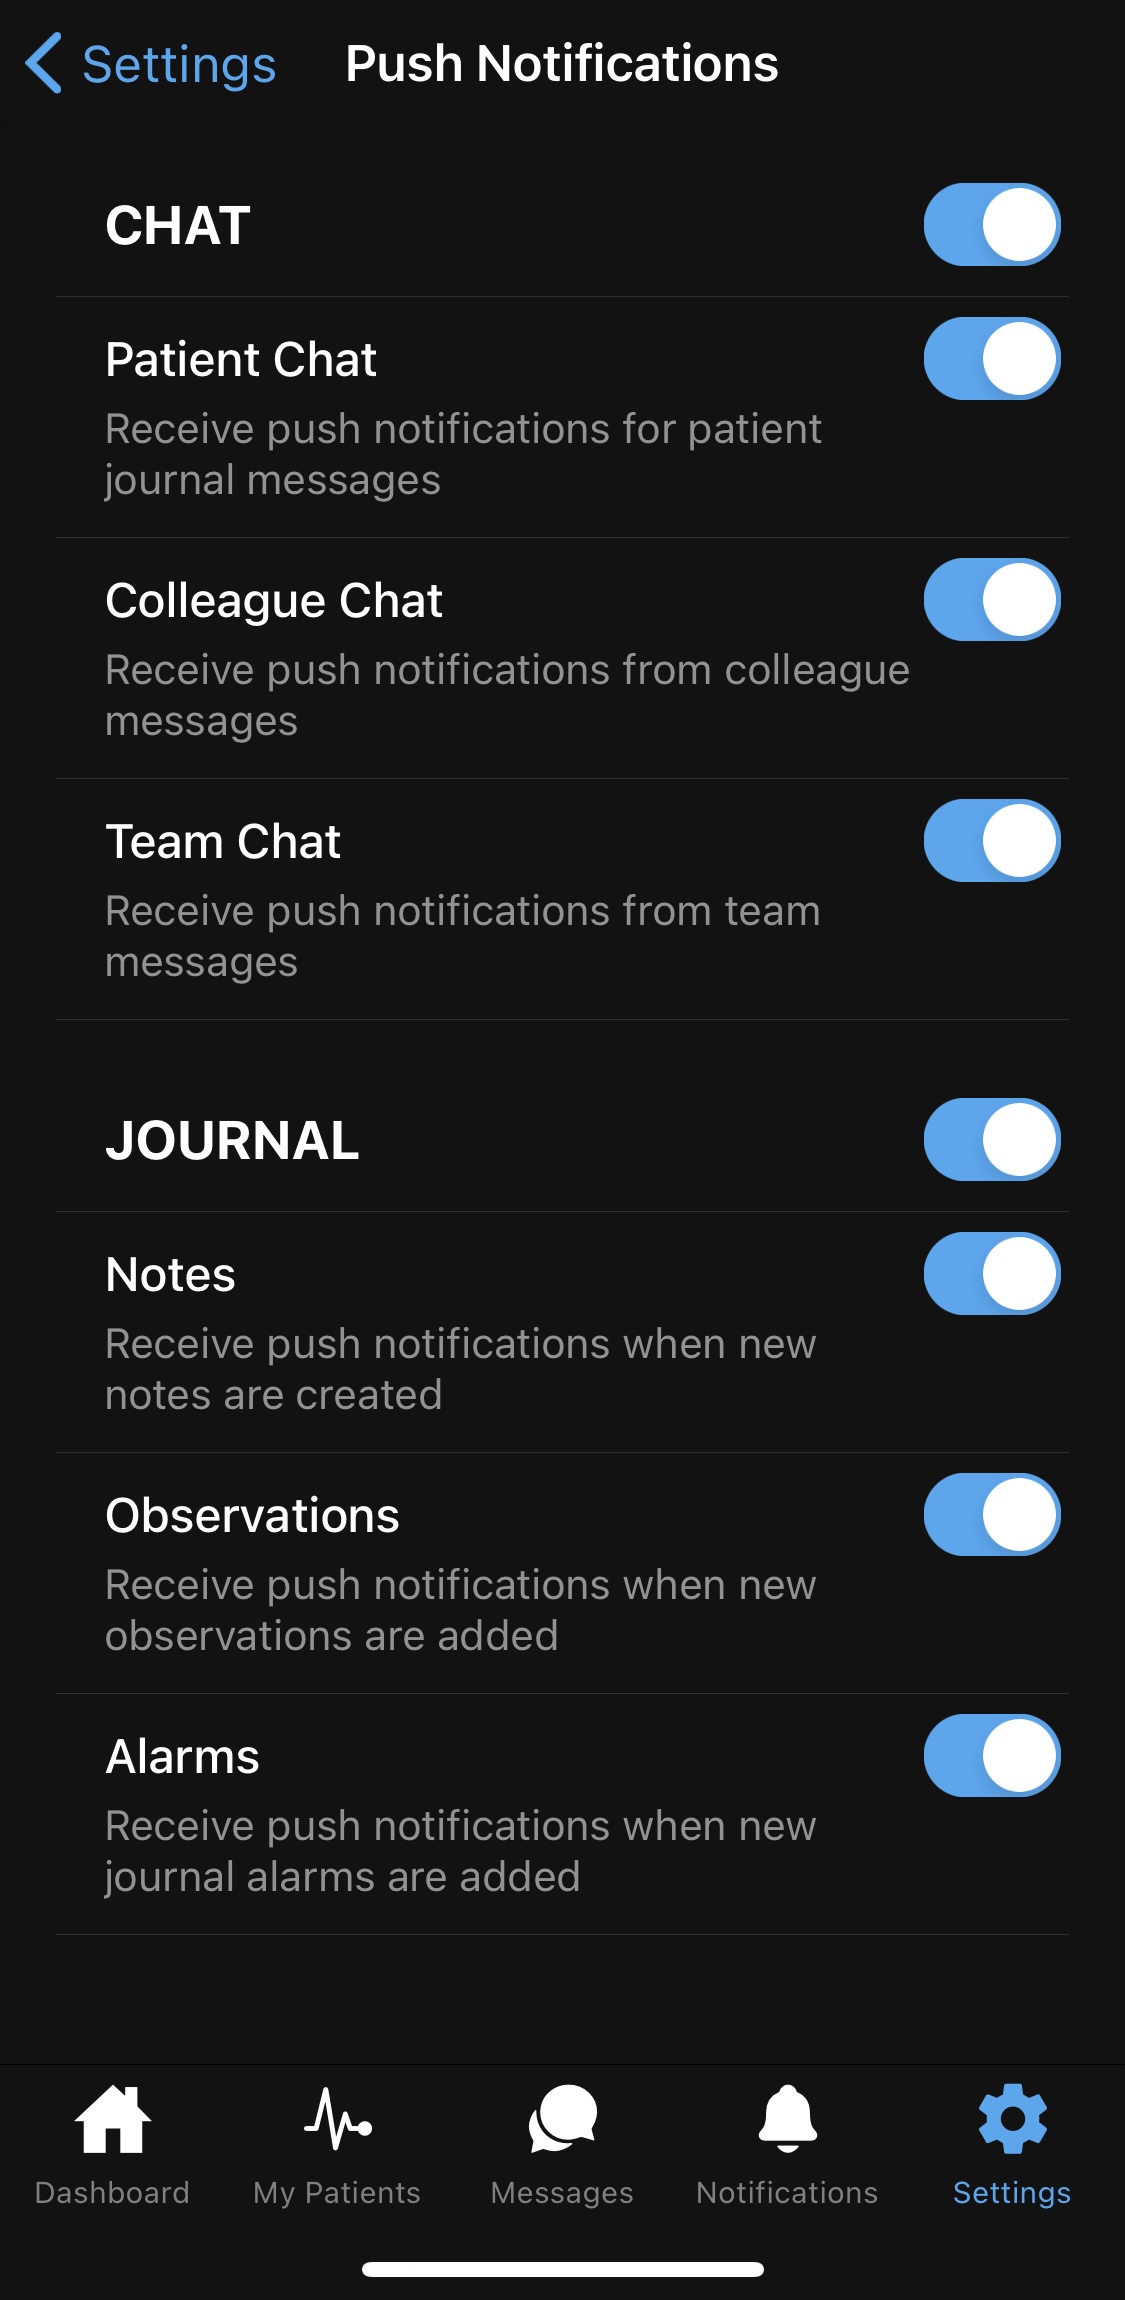 Settings
Push Notifications
CHAT
Patient Chat
Receive push notifications for patient
journal messages
Colleague Chat
Receive push notifications from colleague
messages
Team Chat
Receive push notifications from team
messages
JOURNAL
Notes
Receive push notifications when new
notes are created
Observations
Receive push notifications when new
observations are added
Alarms
Receive push notifications when new
journal alarms are added
Dashboard
My Patients
Messages
Notifications
Settings